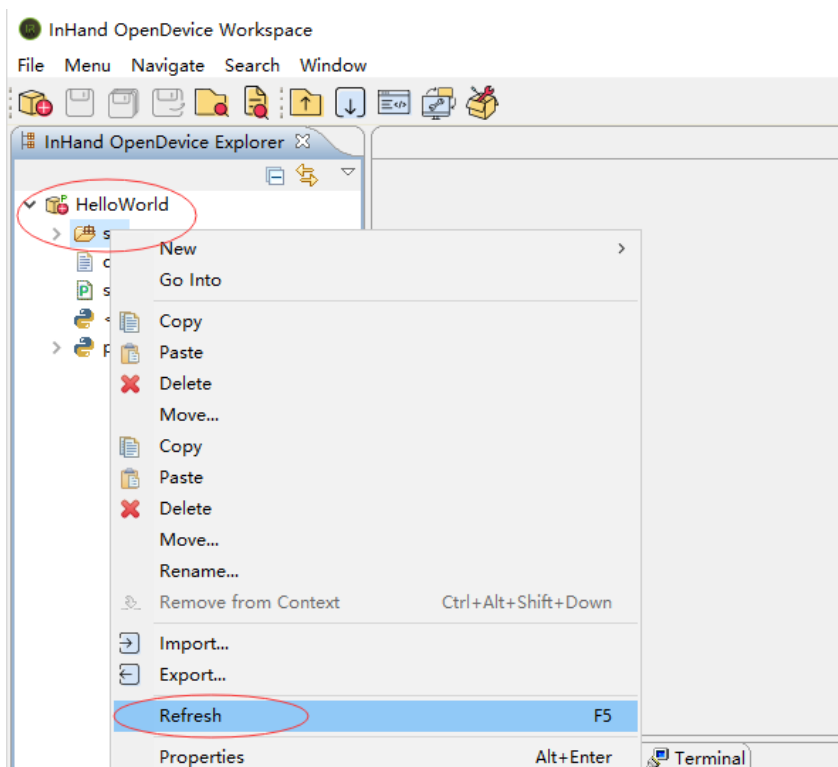 InHand OpenDevice Workspace
File Menu Navigate Search Window
InHand OpenDevice Explorer
HelloWorld
s
New
c
Go Into
s
Copy
p
Paste
Delete
Move...
Copy
Paste
Delete
Move...
Rename...
Remove from Context Ctrl+Alt+Shift+Down
Import...
Export...
Refresh F5
Properties Alt+Enter
Terminal